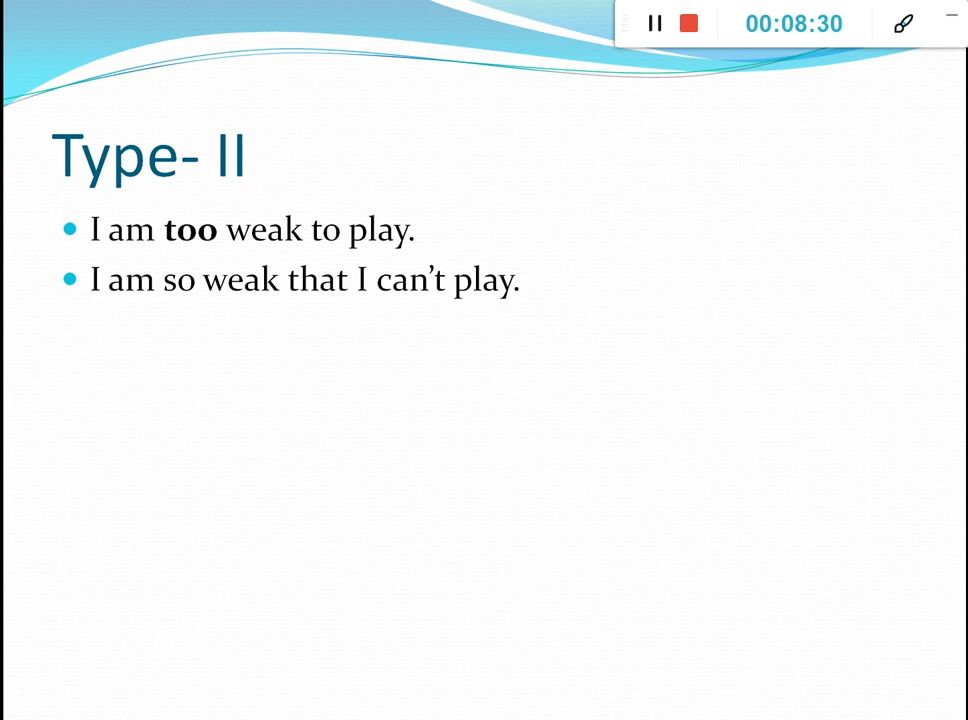 00:08:30
Type- II
I am too weak to play.
I am so weak that I can’t play.